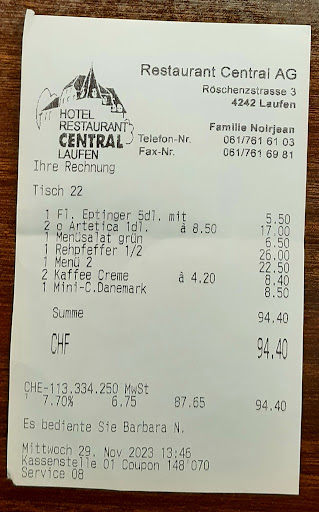 HOTEL
RESTAURANT
CENTRAL
LAUFEN
Restaurant Central AG
Röschenzstrasse 3
4242 Laufen
Familie Noirjean
Telefon-Nr. 061/761 61 03
Fax-Nr. 061/761 69 81
Ihre Rechnung
Tisch 22
1 Fl. Eptinger 5dl. mit 5.50
2 o Artetica 1dl. à 8.50 17.00
1 Menüsalat grün 6.50
1 Rehpfeffer 1/2 26.00
1 Menü 2 22.50
2 Kaffee Creme à 4.20 8.40
1 Mini-C.Danemark 8.50
Summe 94.40
CHF 94.40
CHE-113.334.250 MwSt
7.70% 6.75 87.65 94.40
Es bediente Sie Barbara N.
Mittwoch 29. Nov 2023 13:45
Kassenstelle 01 Coupon 148'070
Service 08